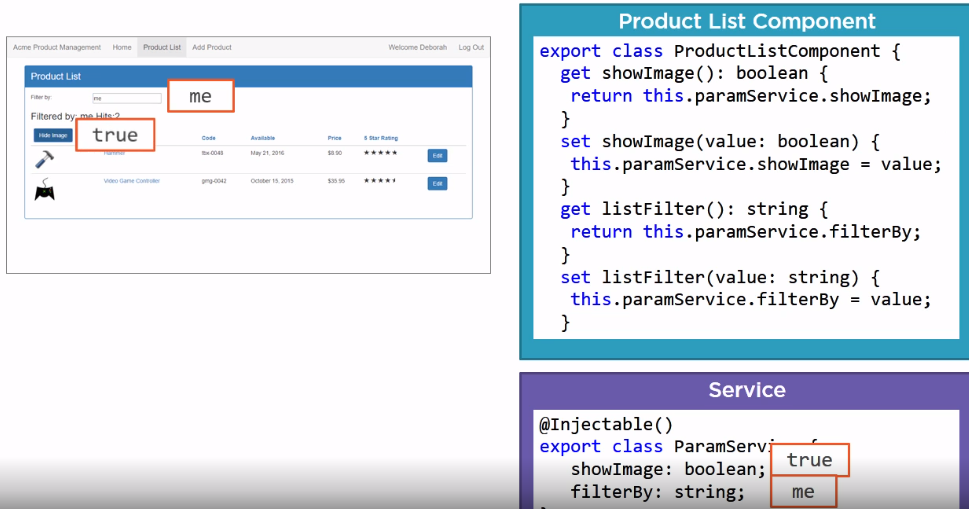 Acme Product Management Home Product List Add Product Welcome Deborah Log Out
Product List
Filter by: me
me
Filtered by: me Hits:2
Hide Image
true
Code Available Price 5 Star Rating
Hammer tbx-0048 May 21, 2016 $8.90 Edit
Video Game Controller gmg-0042 October 15, 2015 $35.95 Edit
Product List Component
export class ProductListComponent {
get showImage(): boolean {
return this.paramService.showImage;
}
set showImage(value: boolean) {
this.paramService.showImage = value;
}
get listFilter(): string {
return this.paramService.filterBy;
}
set listFilter(value: string) {
this.paramService.filterBy = value;
}
Service
@Injectable()
export class ParamServi
showImage: boolean;
true
filterBy: string;
me